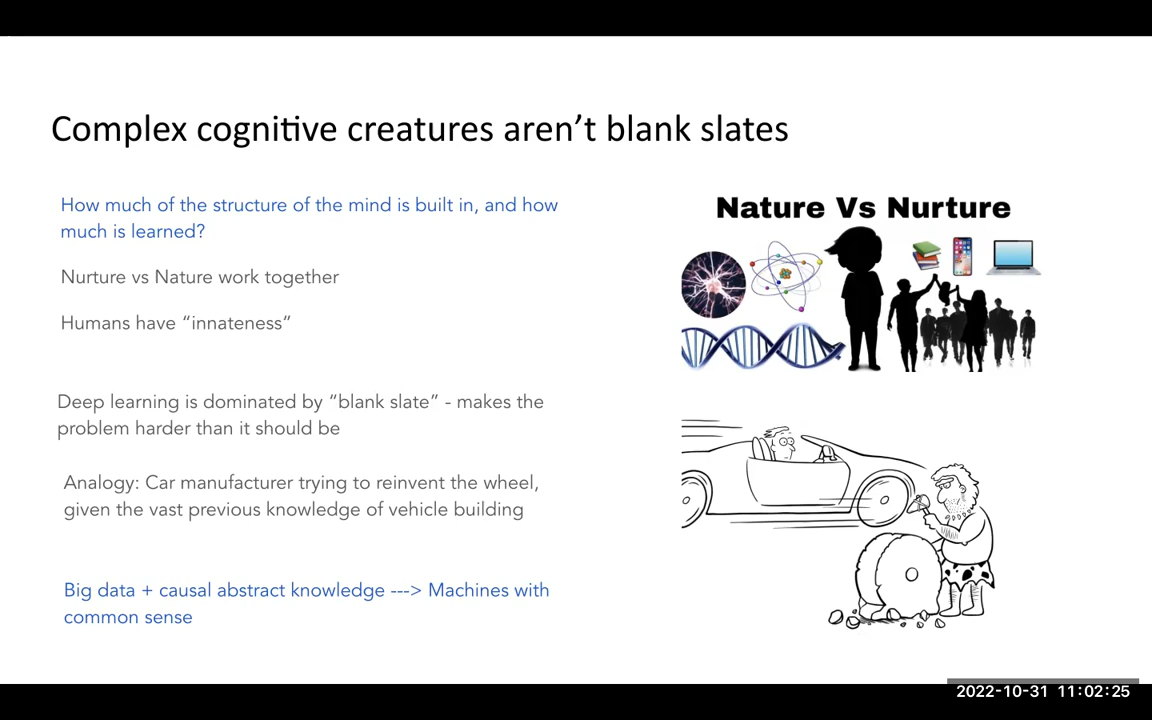 Complex cognitive creatures aren’t blank slates
How much of the structure of the mind is built in, and how
much is learned?
Nurture vs Nature work together
Humans have “innateness”
Deep learning is dominated by “blank slate” - makes the
problem harder than it should be
Analogy: Car manufacturer trying to reinvent the wheel,
given the vast previous knowledge of vehicle building
Big data + causal abstract knowledge ---> Machines with
common sense
Nature Vs Nurture
2022-10-31 11:02:25